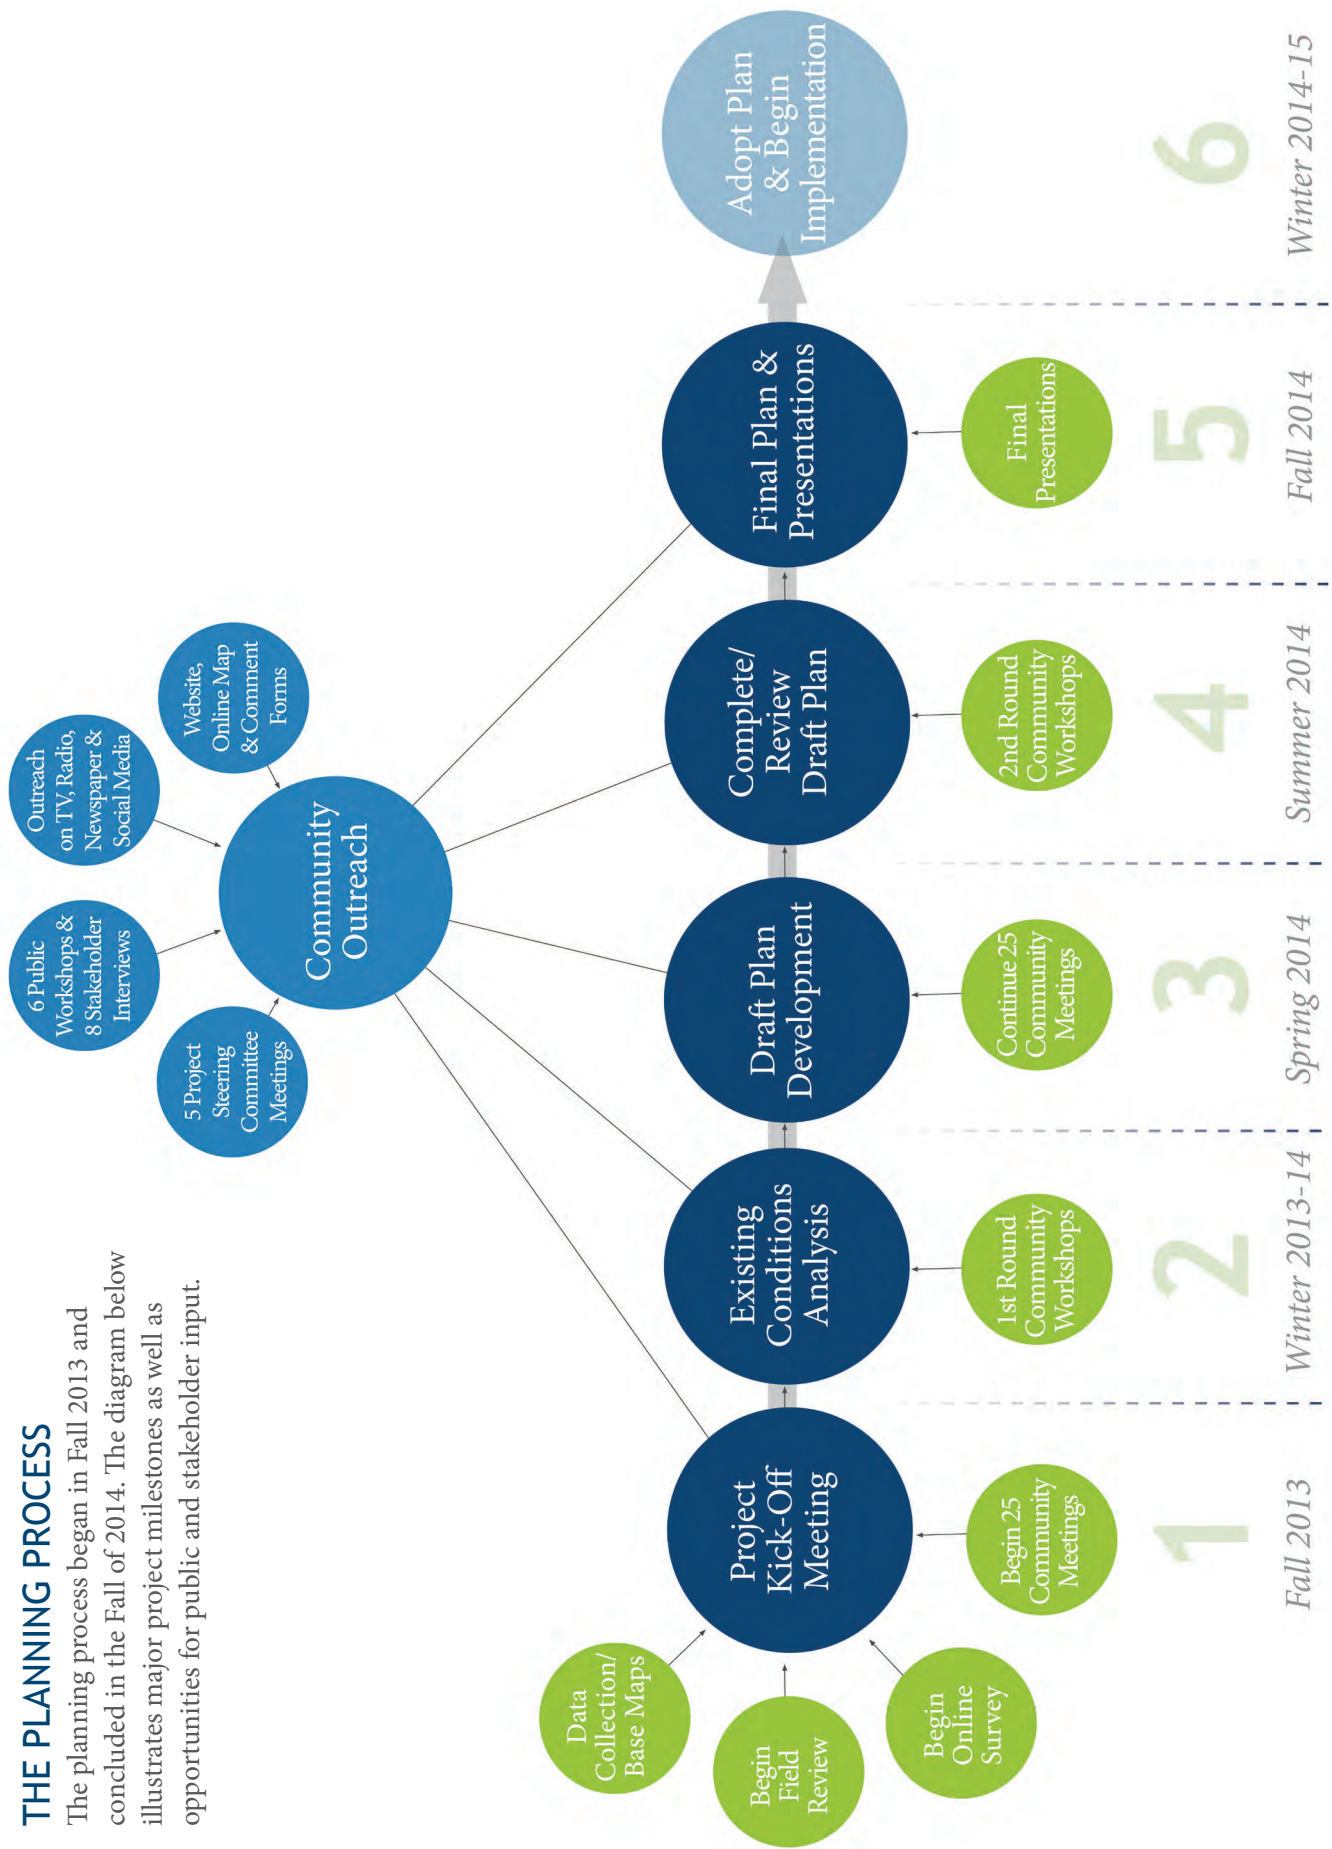 THE PLANNING PROCESS
The planning process began in Fall 2013 and
concluded in the Fall of 2014. The diagram below
illustrates major project milestones as well as
opportunities for public and stakeholder input.
5 Project
Steering
Committee
Meetings
6 Public
Workshops &
8 Stakeholder
Interviews
Outreach
on TV, Radio,
Newspaper &
Social Media
Website,
Online Map
& Comment
Forms
Community
Outreach
Data
Collection/
Base Maps
Begin
Field
Review
Begin
Online
Survey
Project
Kick-Off
Meeting
Existing
Conditions
Analysis
Draft Plan
Development
Complete/
Review
Draft Plan
Final Plan &
Presentations
Adopt Plan
& Begin
Implementation
Begin 25
Community
Meetings
1st Round
Community
Workshops
Continue 25
Community
Meetings
2nd Round
Community
Workshops
Final
Presentations
1
2
3
4
5
6
Fall 2013
Winter 2013-14
Spring 2014
Summer 2014
Fall 2014
Winter 2014-15